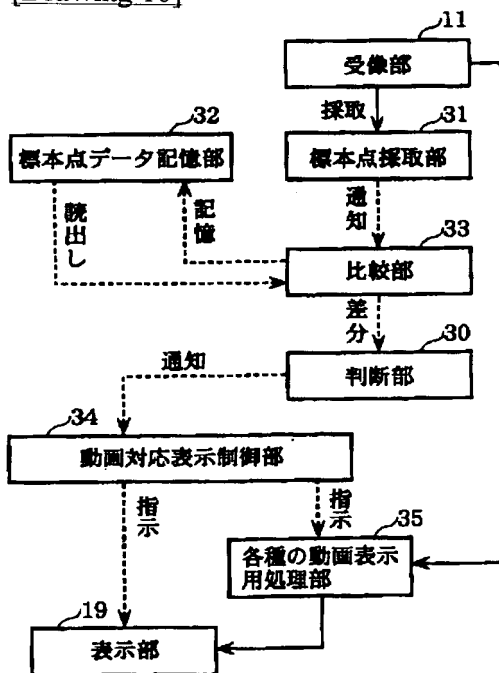 [Drawing 10]
11
受像部
採取
32
31
標本点データ記憶部
標本点採取部
読出し
記憶
通知
33
比較部
差分
30
通知
判断部
34
動画対応表示制御部
指示
指示
35
各種の動画表示
用処理部
19
表示部